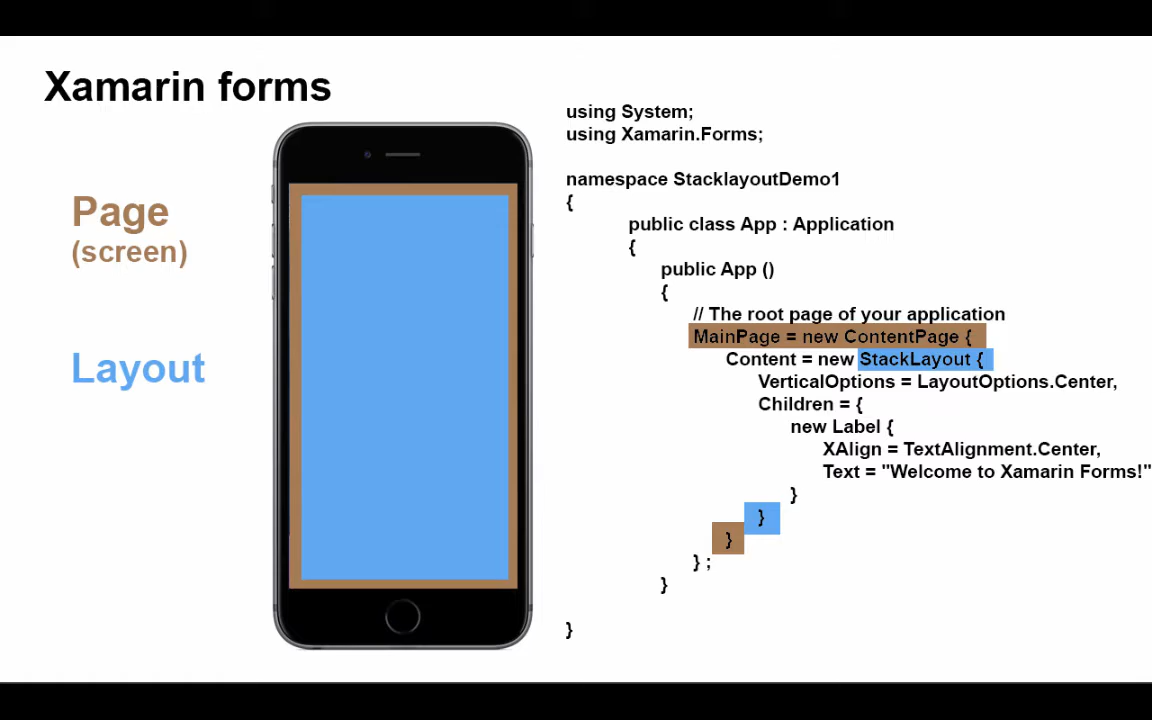 Xamarin forms
Page
(screen)
Layout
using System;
using Xamarin.Forms;
namespace StacklayoutDemo1
{
public class App : Application
{
public App ()
{
// The root page of your application
MainPage = new ContentPage {
Content = new StackLayout {
VerticalOptions = LayoutOptions.Center,
Children = {
new Label {
XAlign = TextAlignment.Center,
Text = "Welcome to Xamarin Forms!"
}
}
}
} ;
}
}